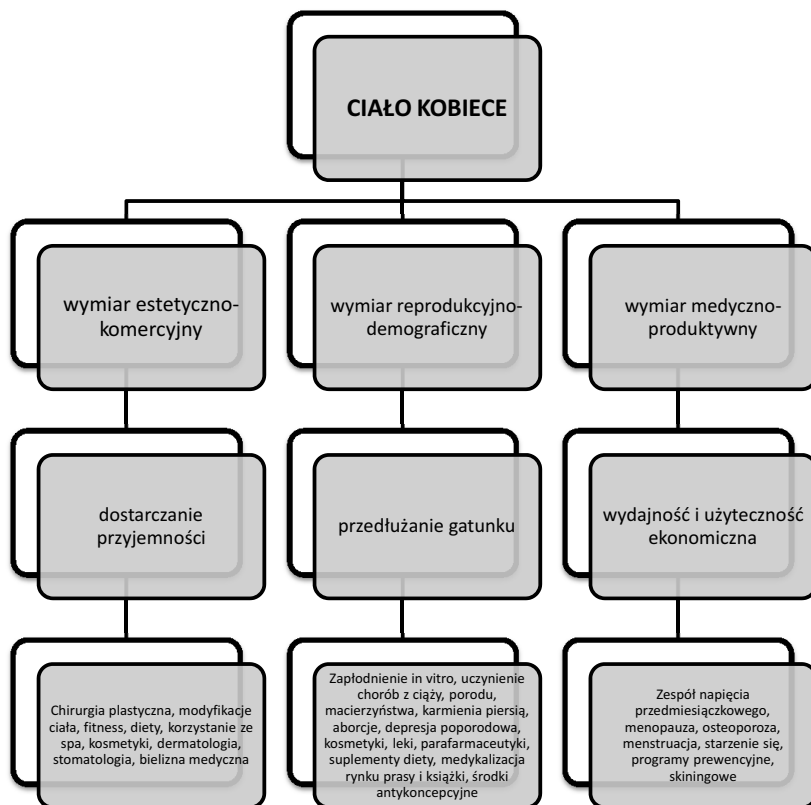 CIAŁO KOBIECE
wymiar estetyczno-
komercyjny
wymiar reprodukcyjno-
demograficzny
wymiar medyczno-
produktywny
dostarczanie
przyjemności
przedłużanie gatunku
wydajność i użyteczność
ekonomiczna
Chirurgia plastyczna, modyfikacje
ciała, fitness, diety, korzystanie ze
spa, kosmetyki, dermatologia,
stomatologia, bielizna medyczna
Zapłodnienie in vitro, uczynienie
chorób z ciąży, porodu,
macierzyństwa, karmienia piersią,
aborcje, depresja poporodowa,
kosmetyki, leki, parafarmaceutyki,
suplementy diety, medykalizacja
rynku prasy i książki, środki
antykoncepcyjne
Zespół napięcia
przedmiesiączkowego,
menopauza, osteoporoza,
menstruacja, starzenie się,
programy prewencyjne,
skiningowe